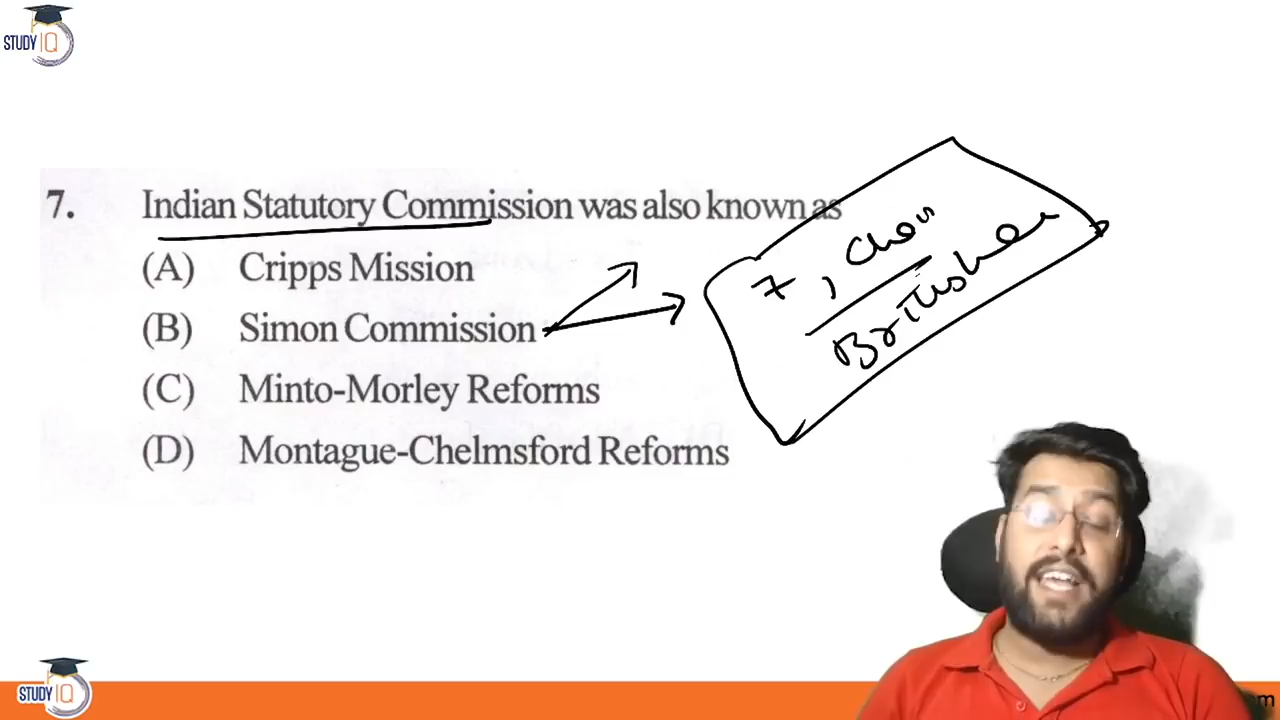 STUDY IQ
7. Indian Statutory Commission was also known as
(A) Cripps Mission
(B) Simon Commission
(C) Minto-Morley Reforms
(D) Montague-Chelmsford Reforms
7,
Britisher
STUDY IQ